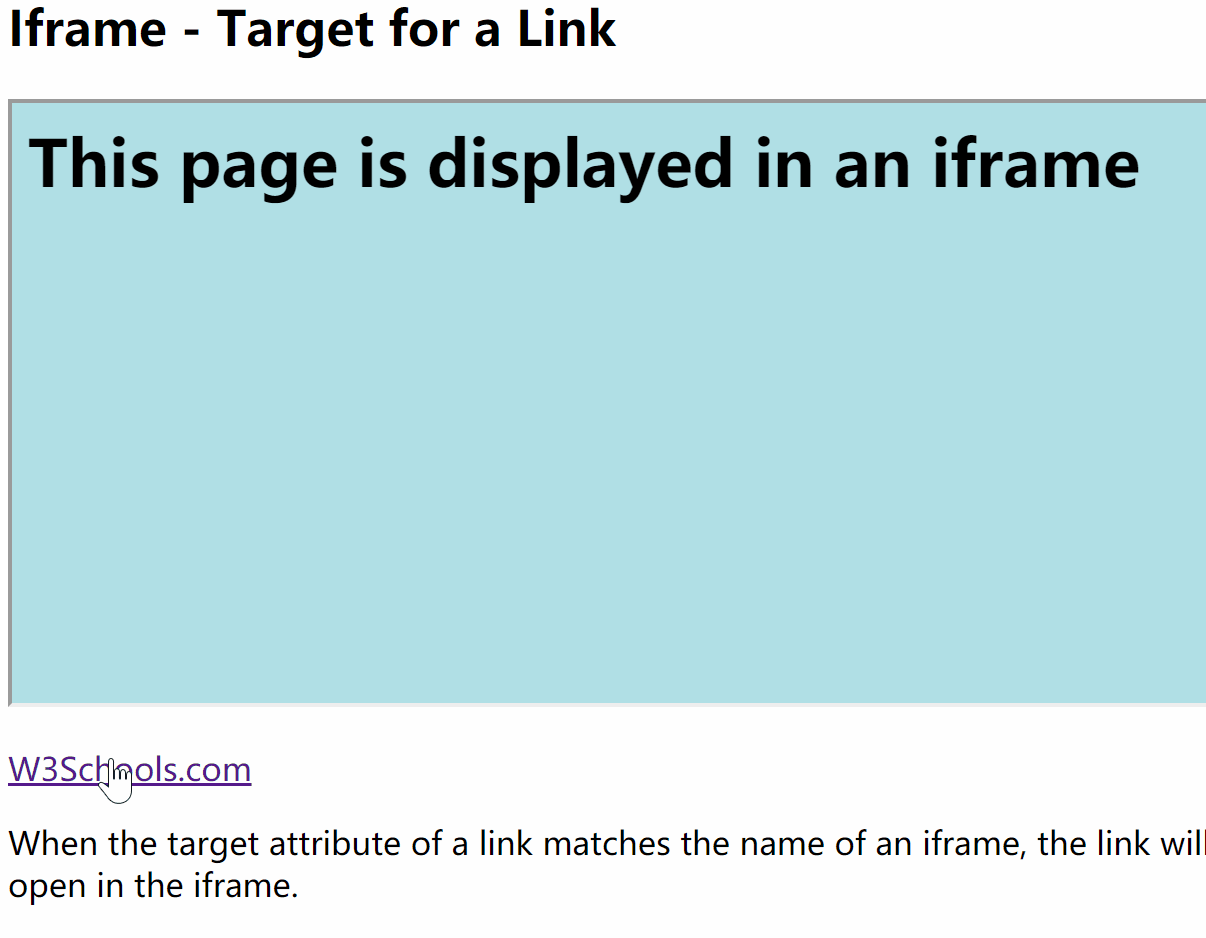 Iframe - Target for a Link
This page is displayed in an iframe
W3Schools.com
When the target attribute of a link matches the name of an iframe, the link will
open in the iframe.